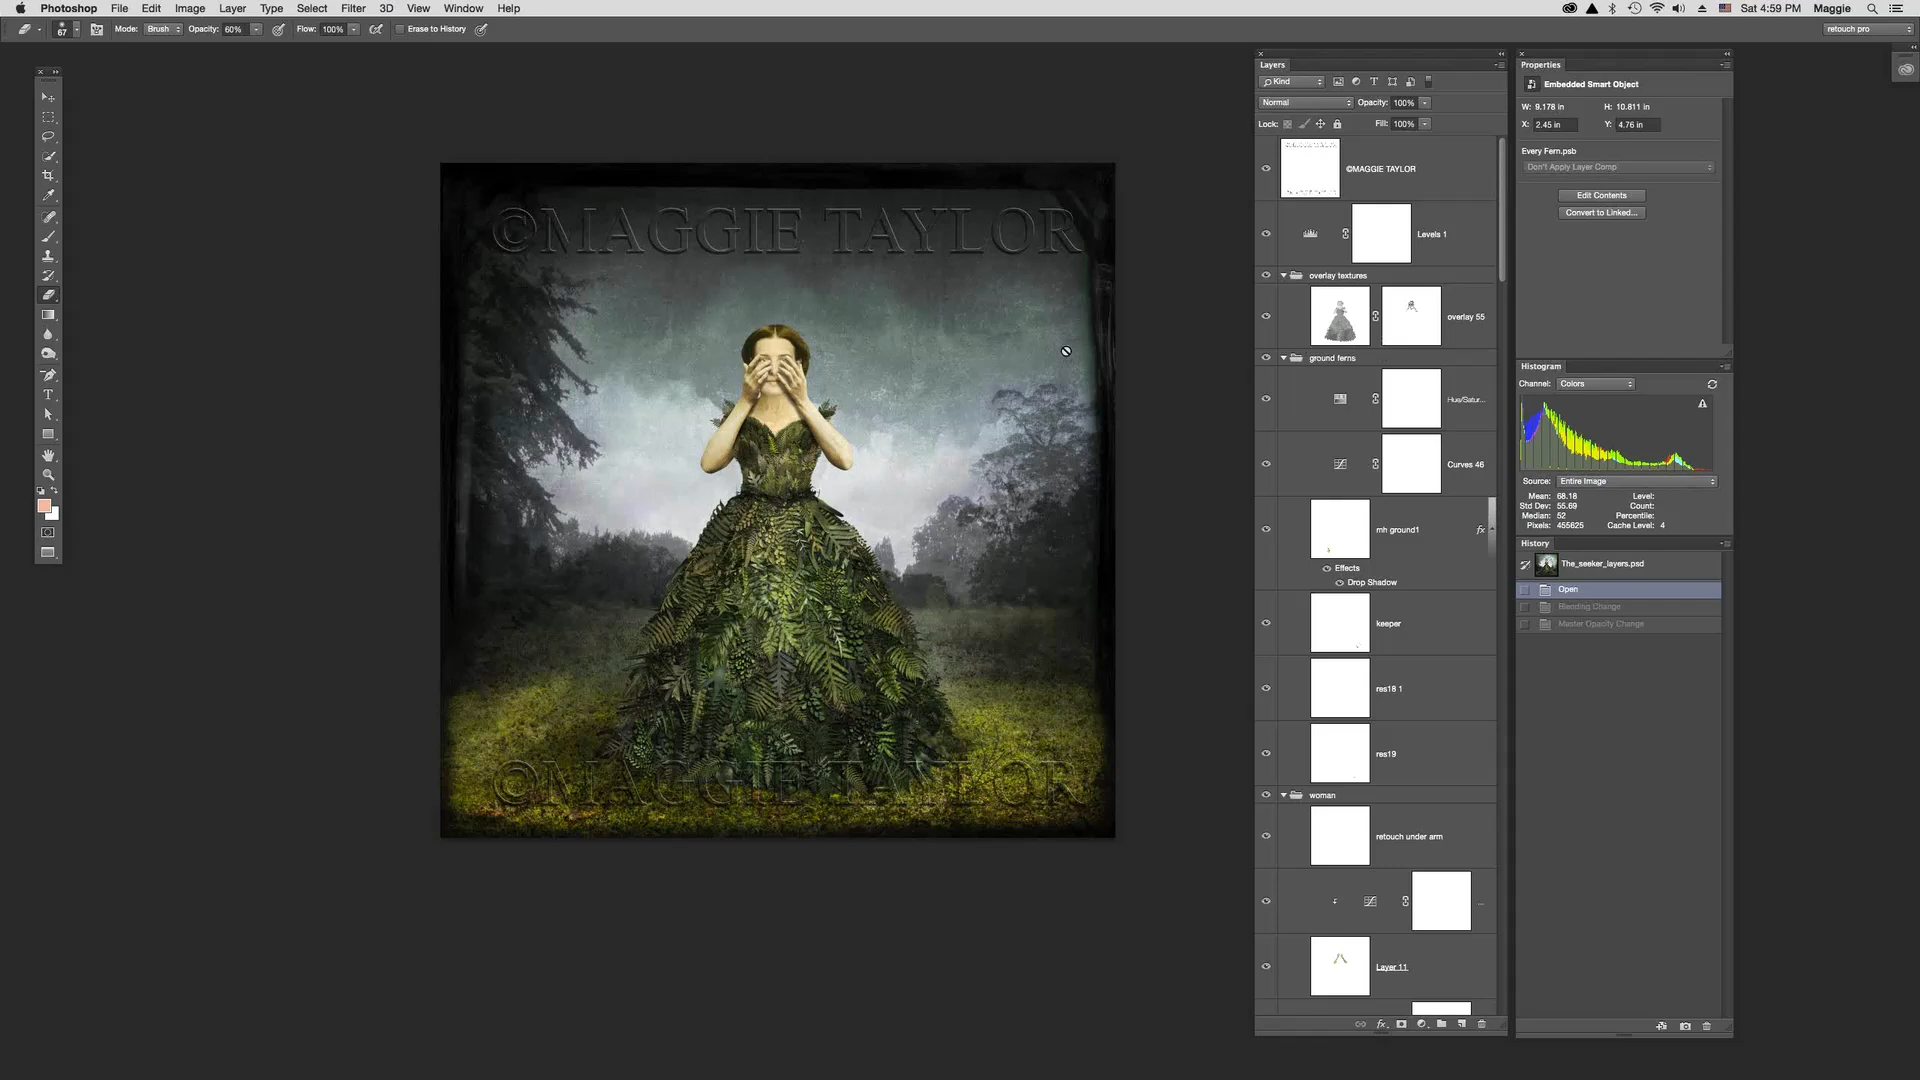 Photoshop File Edit Image Layer Type Select Filter 3D View Window Help
Sat 4:59 PM Maggie
67 Mode: Brush Opacity: 60% Flow: 100% Erase to History retouch pro
Layers
Kind
Normal Opacity: 100%
Lock: Fill: 100%
©MAGGIE TAYLOR
Levels 1
overlay textures
overlay 55
ground ferns
Hue/Satur...
Curves 46
mh ground1 fx
Effects
Drop Shadow
keeper
res18 1
res19
woman
retouch under arm
...
Layer 11
fx
Properties
Embedded Smart Object
W: 9.178 in H: 10.811 in
X: 2.45 in Y: 4.76 in
Every Fern.psb
Don't Apply Layer Comp
Edit Contents
Convert to Linked...
Histogram
Channel: Colors
Source: Entire Image
Mean: 68.18 Level:
Std Dev: 55.69 Count:
Median: 52 Percentile:
Pixels: 455625 Cache Level: 4
History
The_seeker_layers.psd
Open
Blending Change
Master Opacity Change
©MAGGIE TAYLOR
©MAGGIE TAYLOR